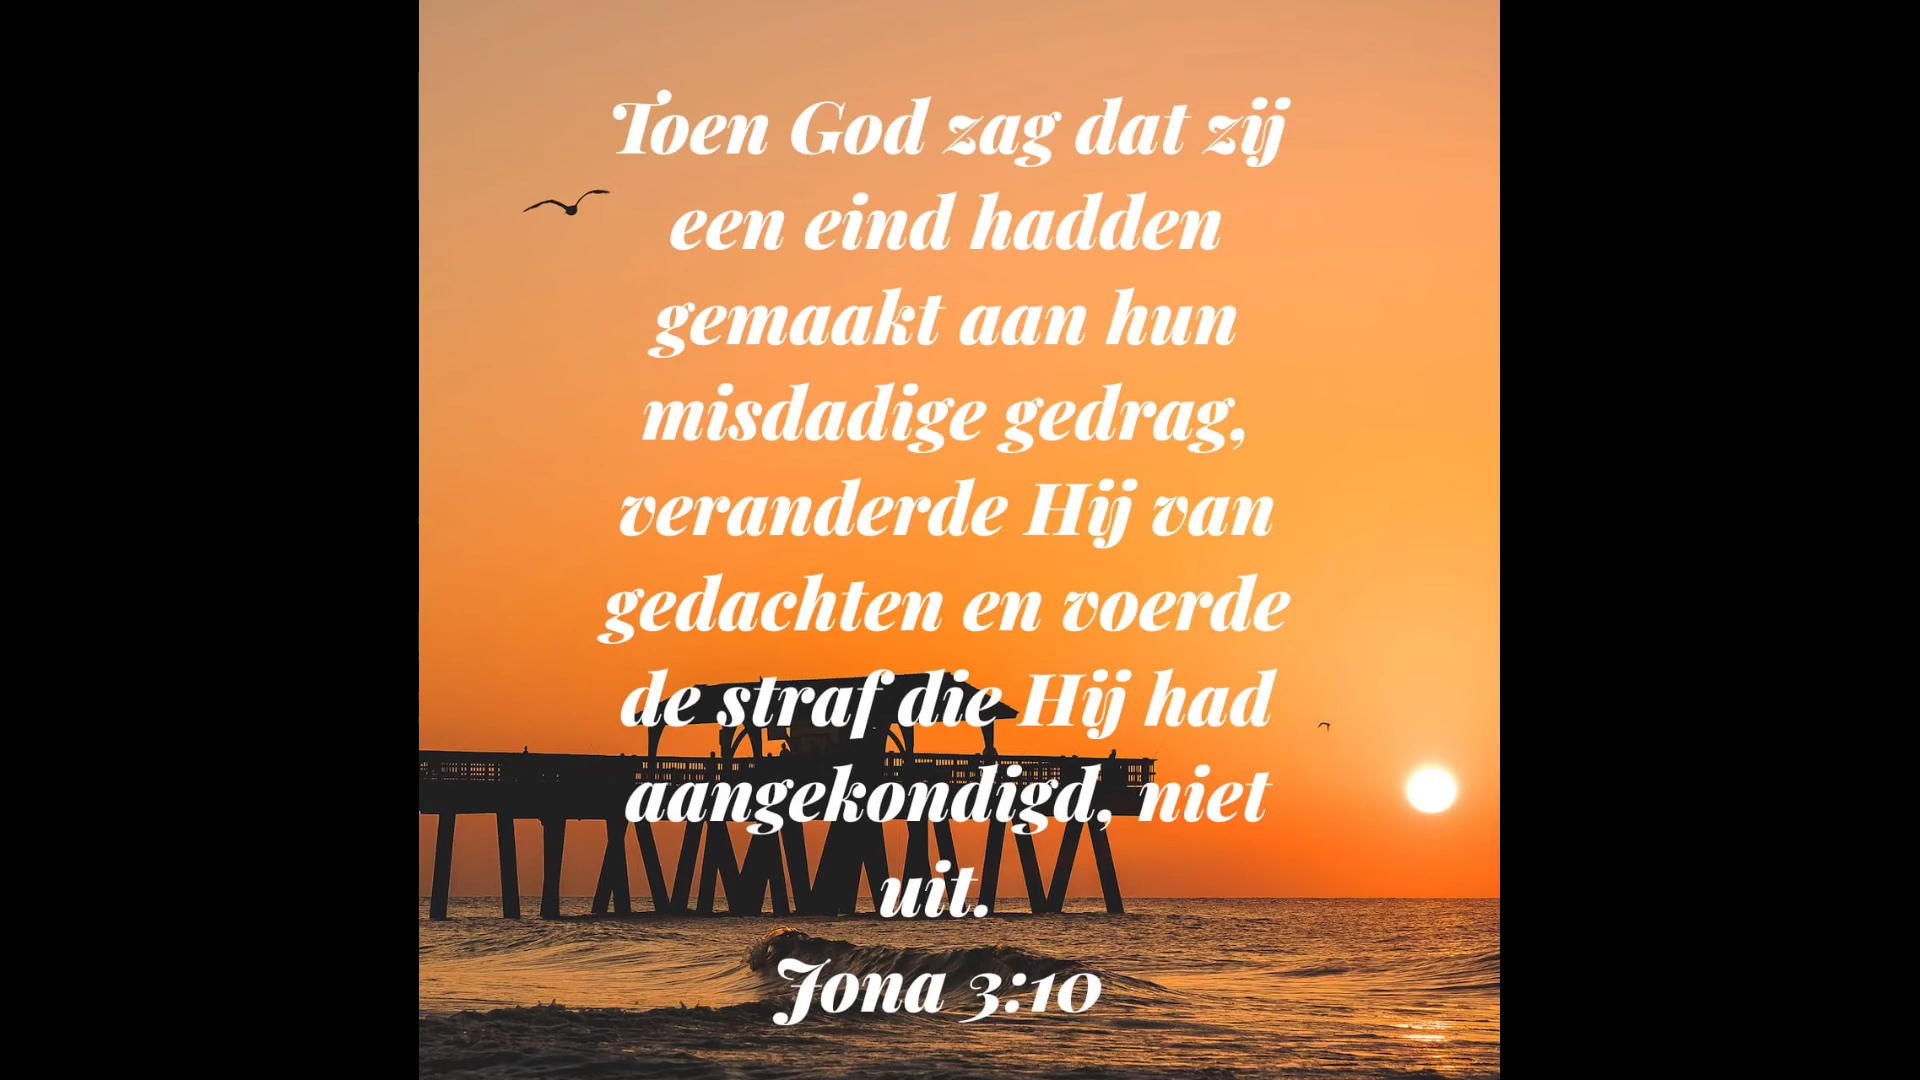 Toen God zag dat zij
een eind hadden
gemaakt aan hun
misdadige gedrag,
veranderde Hij van
gedachten en voerde
de straf die Hij had
aangekondigd, niet
uit.
Jona 3:10